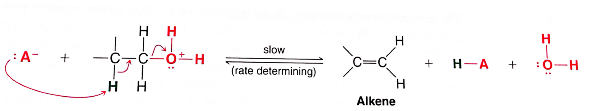 H H H H
:A⁻ + C C O⁺ H slow C=C + H—A + :O—H
H (rate determining) H
Alkene